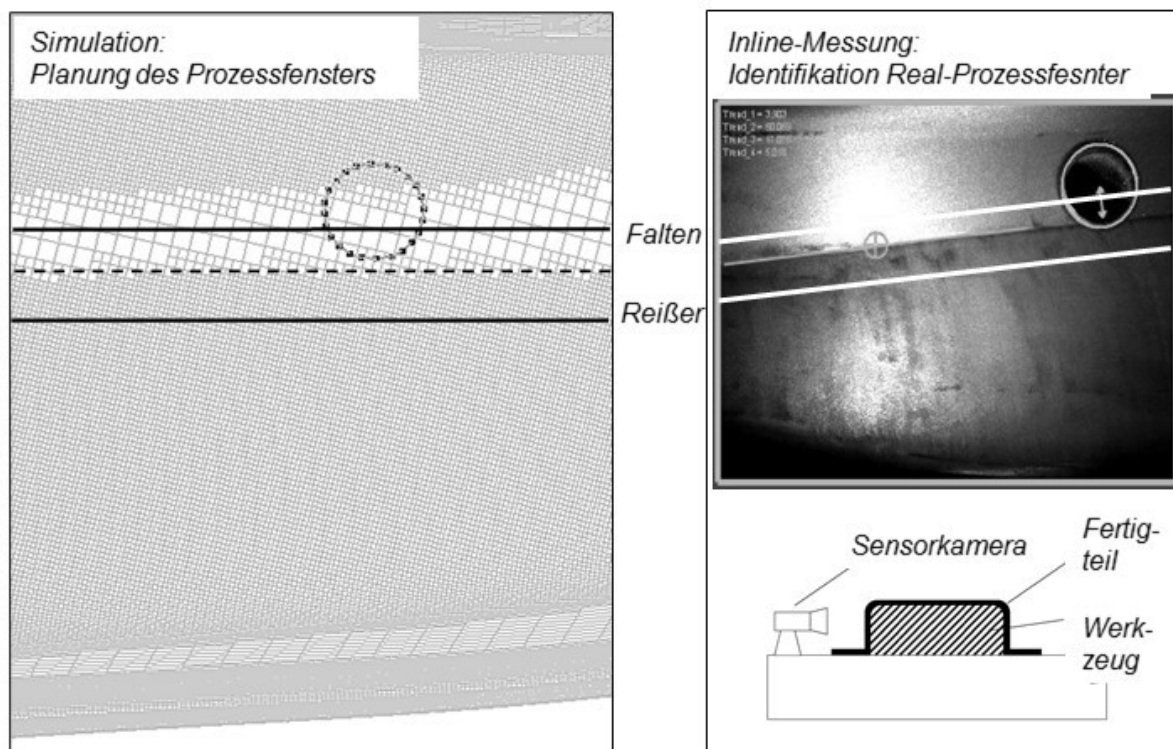 Simulation:
Planung des Prozessfensters
Falten
Reißer
Inline-Messung:
Identifikation Real-Prozessfesnter
Sensorkamera
Fertig-
teil
Werk-
zeug